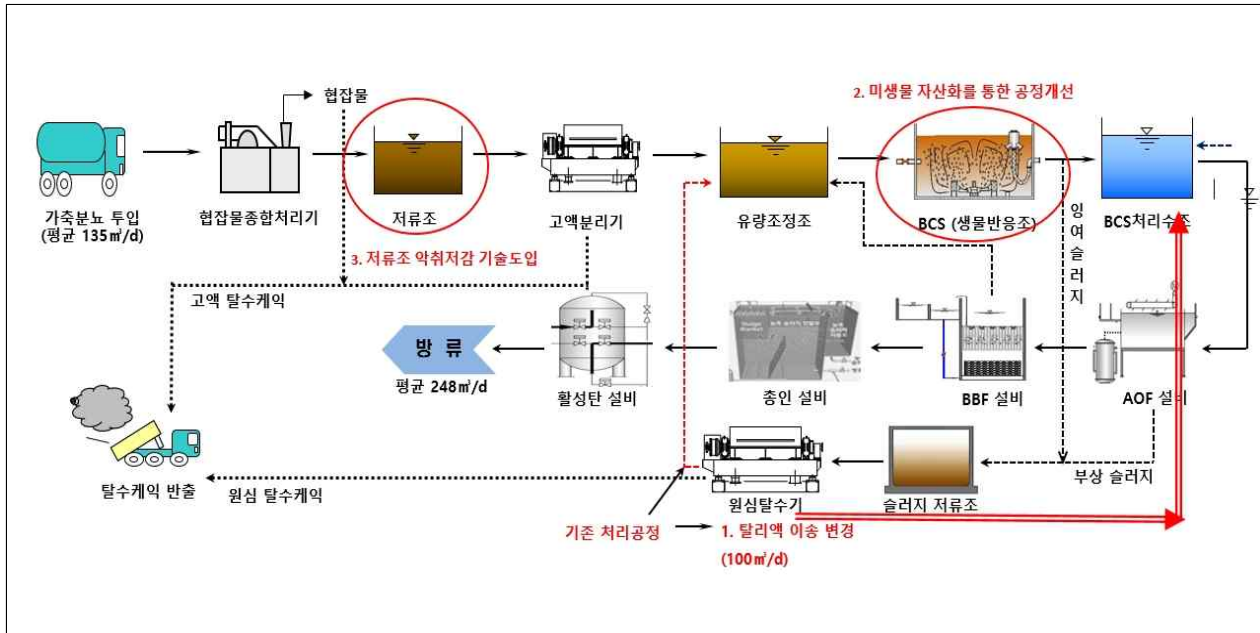 협잡물
2. 미생물 자산화를 통한 공정개선
가축분뇨 투입
(평균 135㎥/d)
협잡물종합처리기
저류조
고액분리기
유량조정조
BCS (생물반응조)
BCS처리수조
잉여슬러지
3. 저류조 악취저감 기술도입
고액 탈수케익
방 류
평균 248㎥/d
활성탄 설비
총인 설비
BBF 설비
AOF 설비
탈수케익 반출
원심 탈수케익
원심탈수기
슬러지 저류조
부상 슬러지
기존 처리공정
1. 탈리액 이송 변경
(100㎥/d)